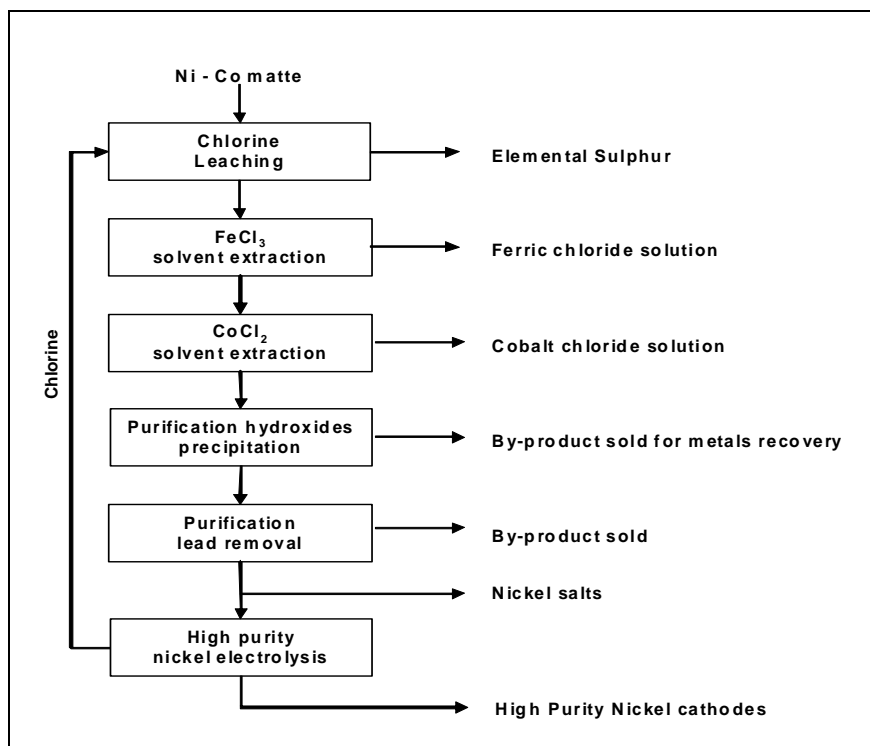 Ni - Co matte
Chlorine
Leaching
Elemental Sulphur
FeCl3
solvent extraction
Ferric chloride solution
CoCl2
solvent extraction
Cobalt chloride solution
Chlorine
Purification hydroxides
precipitation
By-product sold for metals recovery
Purification
lead removal
By-product sold
Nickel salts
High purity
nickel electrolysis
High Purity Nickel cathodes